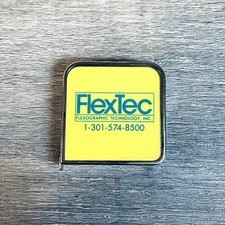 FlexTec
FLEXOGRAPHIC TECHNOLOGY, INC.
1-301-574-8500